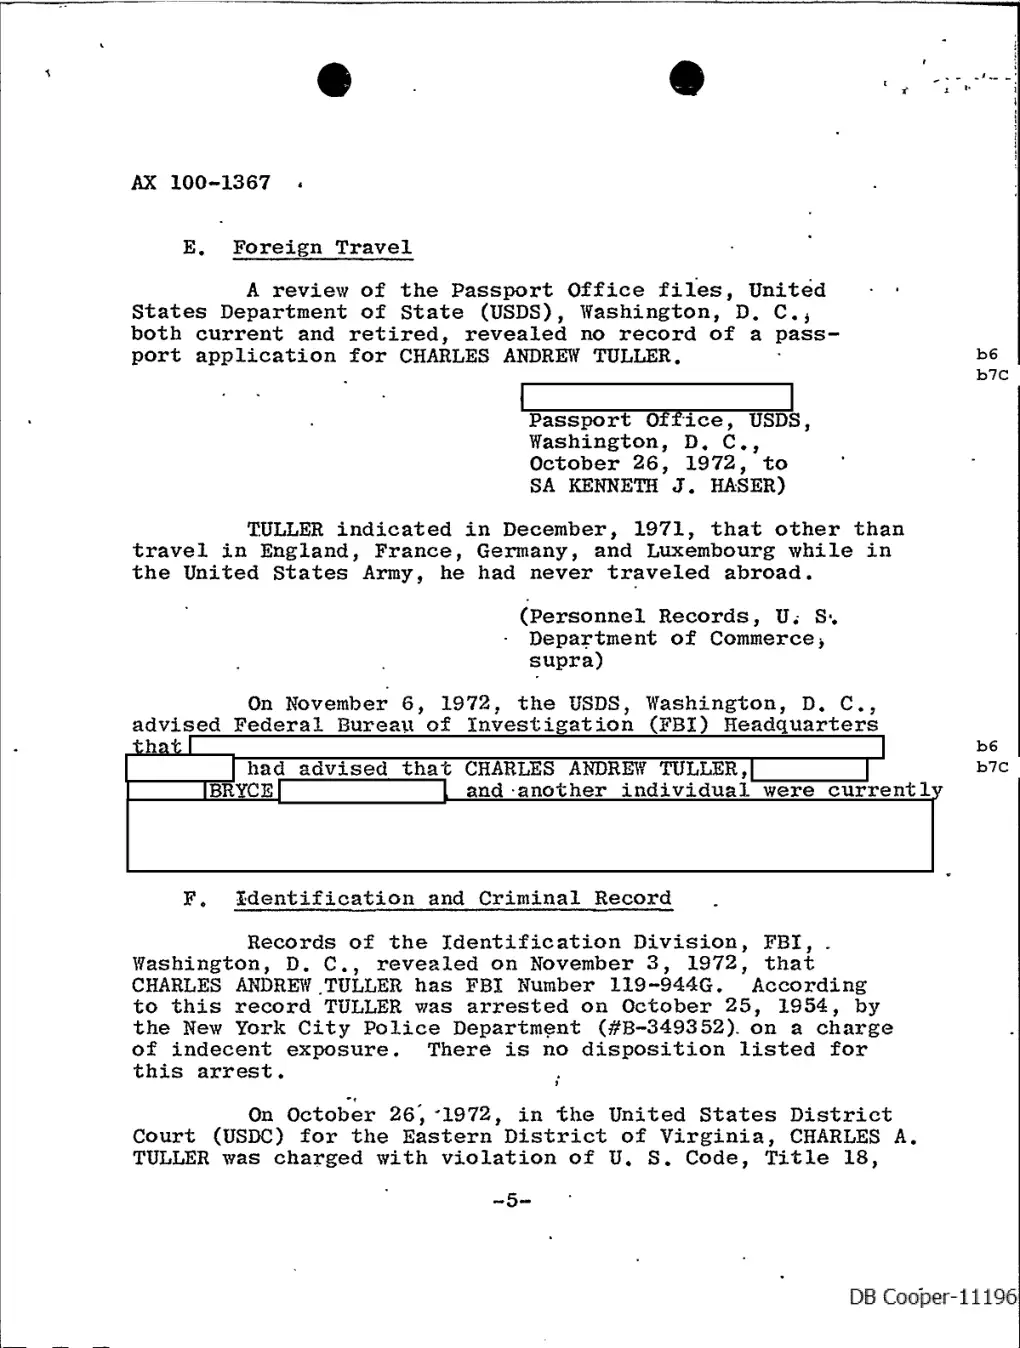 AX 100-1367
E. Foreign Travel
A review of the Passport Office files, United
States Department of State (USDS), Washington, D. C.,
both current and retired, revealed no record of a pass-
port application for CHARLES ANDREW TULLER.
b6
b7C
Passport Office, USDS,
Washington, D. C.,
October 26, 1972, to
SA KENNETH J. HASER)
TULLER indicated in December, 1971, that other than
travel in England, France, Germany, and Luxembourg while in
the United States Army, he had never traveled abroad.
(Personnel Records, U. S.
Department of Commerce,
supra)
On November 6, 1972, the USDS, Washington, D. C.,
advised Federal Bureau of Investigation (FBI) Headquarters
that
b6
had advised that CHARLES ANDREW TULLER,
b7C
BRYCE and another individual were currently
F. Identification and Criminal Record
Records of the Identification Division, FBI,
Washington, D. C., revealed on November 3, 1972, that
CHARLES ANDREW TULLER has FBI Number 119-944G. According
to this record TULLER was arrested on October 25, 1954, by
the New York City Police Department (#B-349352) on a charge
of indecent exposure. There is no disposition listed for
this arrest.
On October 26, 1972, in the United States District
Court (USDC) for the Eastern District of Virginia, CHARLES A.
TULLER was charged with violation of U. S. Code, Title 18,
-5-
DB Cooper-11196